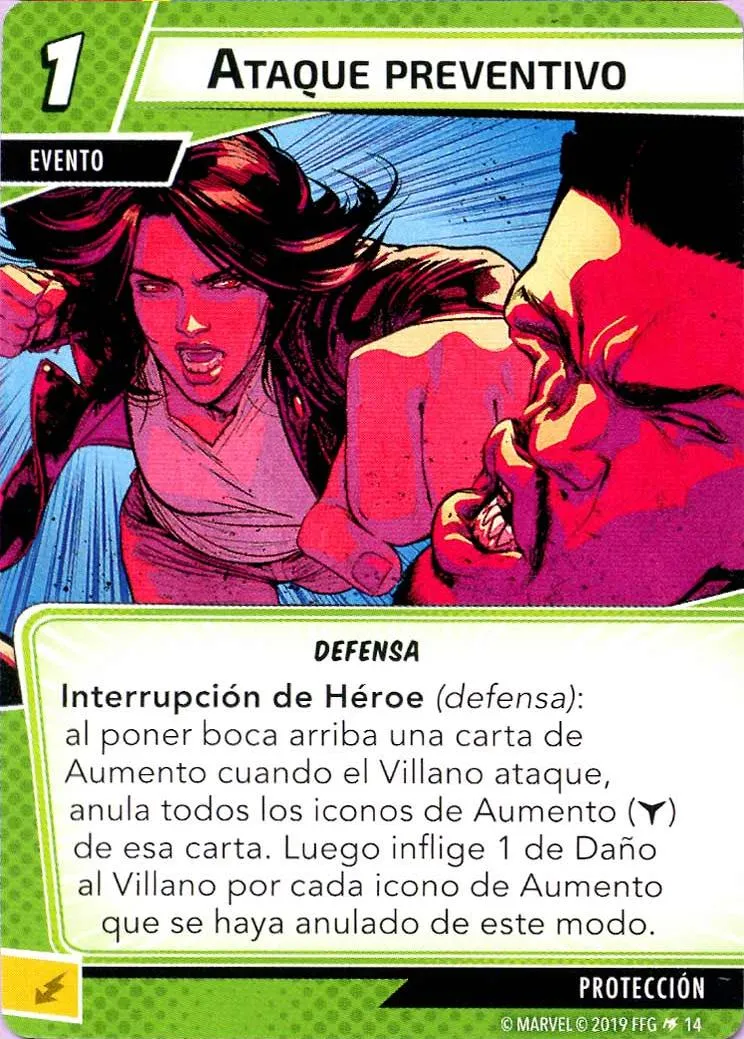 1
ATAQUE PREVENTIVO
EVENTO
DEFENSA
Interrupción de Héroe (defensa):
al poner boca arriba una carta de
Aumento cuando el Villano ataque,
anula todos los iconos de Aumento ( )
de esa carta. Luego inflige 1 de Daño
al Villano por cada icono de Aumento
que se haya anulado de este modo.
PROTECCIÓN
© MARVEL © 2019 FFG 14